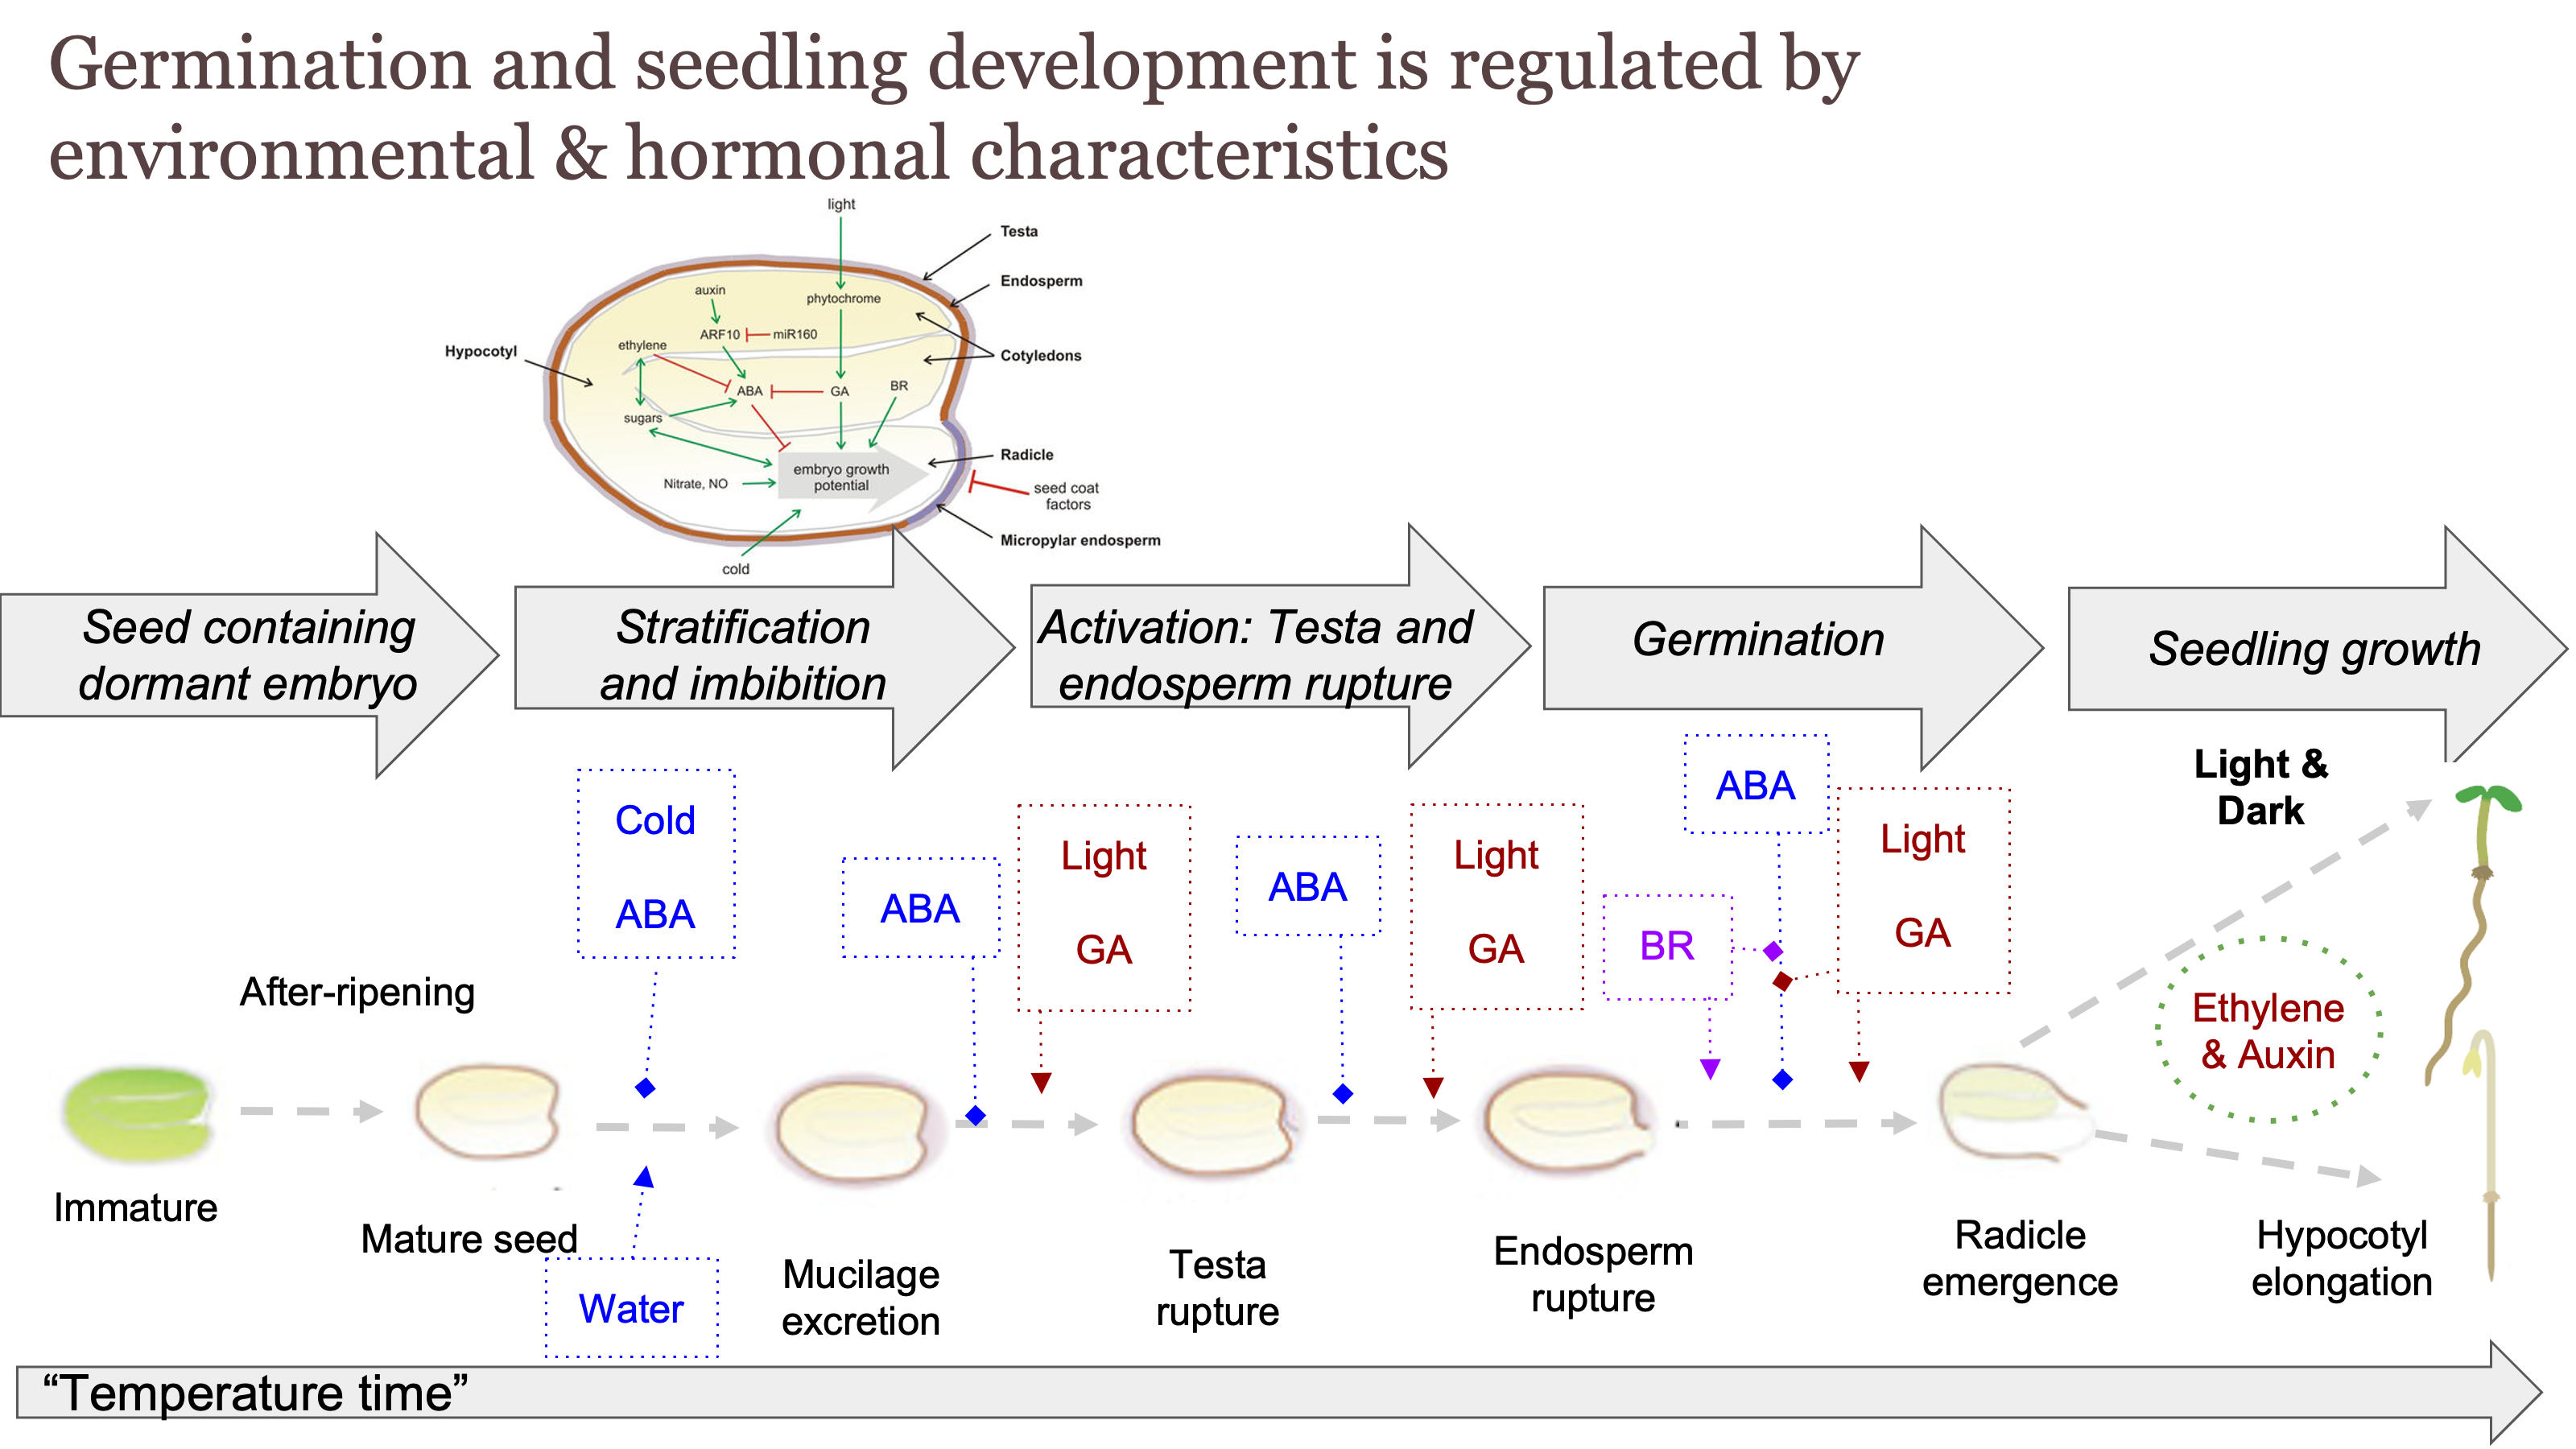 Germination and seedling development is regulated by
environmental & hormonal characteristics
light
Testa
Endosperm
auxin
phytochrome
ARF10
miR160
ethylene
Hypocotyl
Cotyledons
ABA
GA
BR
sugars
Radicle
embryo growth
potential
Nitrate, NO
seed coat
factors
Micropylar endosperm
cold
Seed containing
dormant embryo
Stratification
and imbibition
Activation: Testa and
endosperm rupture
Germination
Seedling growth
Cold
ABA
ABA
Light
GA
ABA
Light
GA
ABA
BR
Light
GA
Light &
Dark
Ethylene
& Auxin
After-ripening
Immature
Mature seed
Water
Mucilage
excretion
Testa
rupture
Endosperm
rupture
Radicle
emergence
Hypocotyl
elongation
“Temperature time”